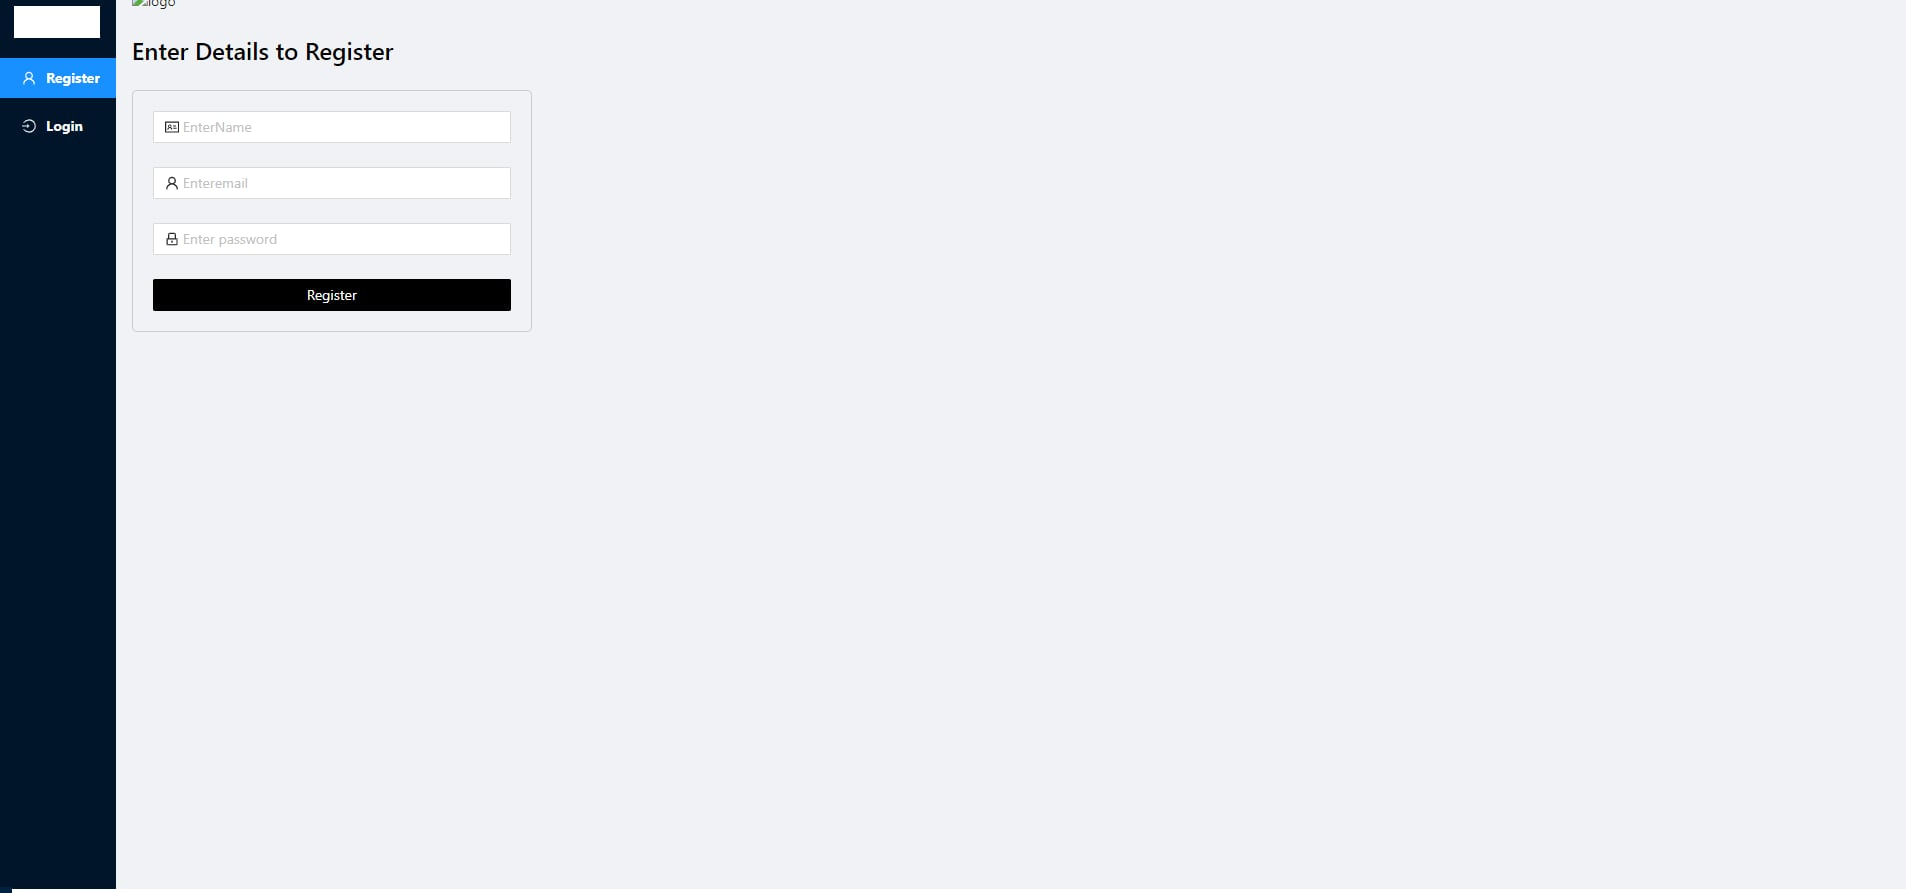 logo
Enter Details to Register
Register
Login
EnterName
Enteremail
Enter password
Register